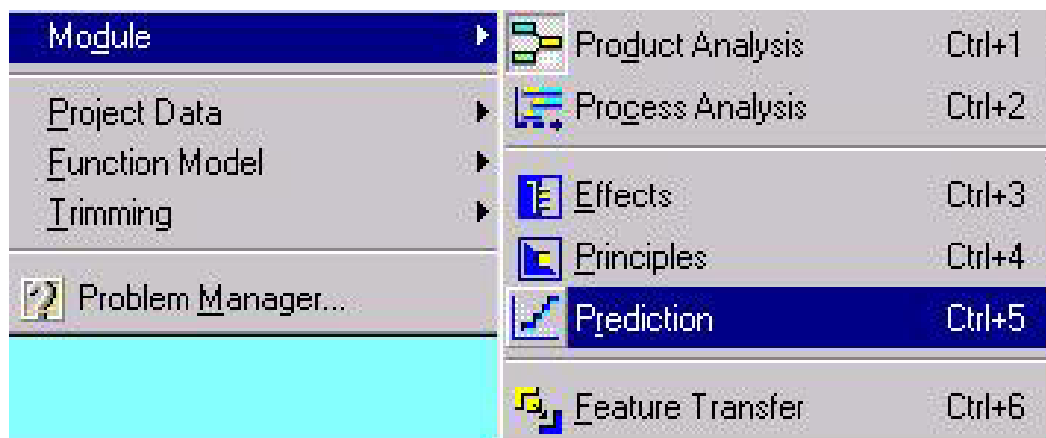 Module
Project Data
Function Model
Trimming
Problem Manager...
Product Analysis Ctrl+1
Process Analysis Ctrl+2
Effects Ctrl+3
Principles Ctrl+4
Prediction Ctrl+5
Feature Transfer Ctrl+6